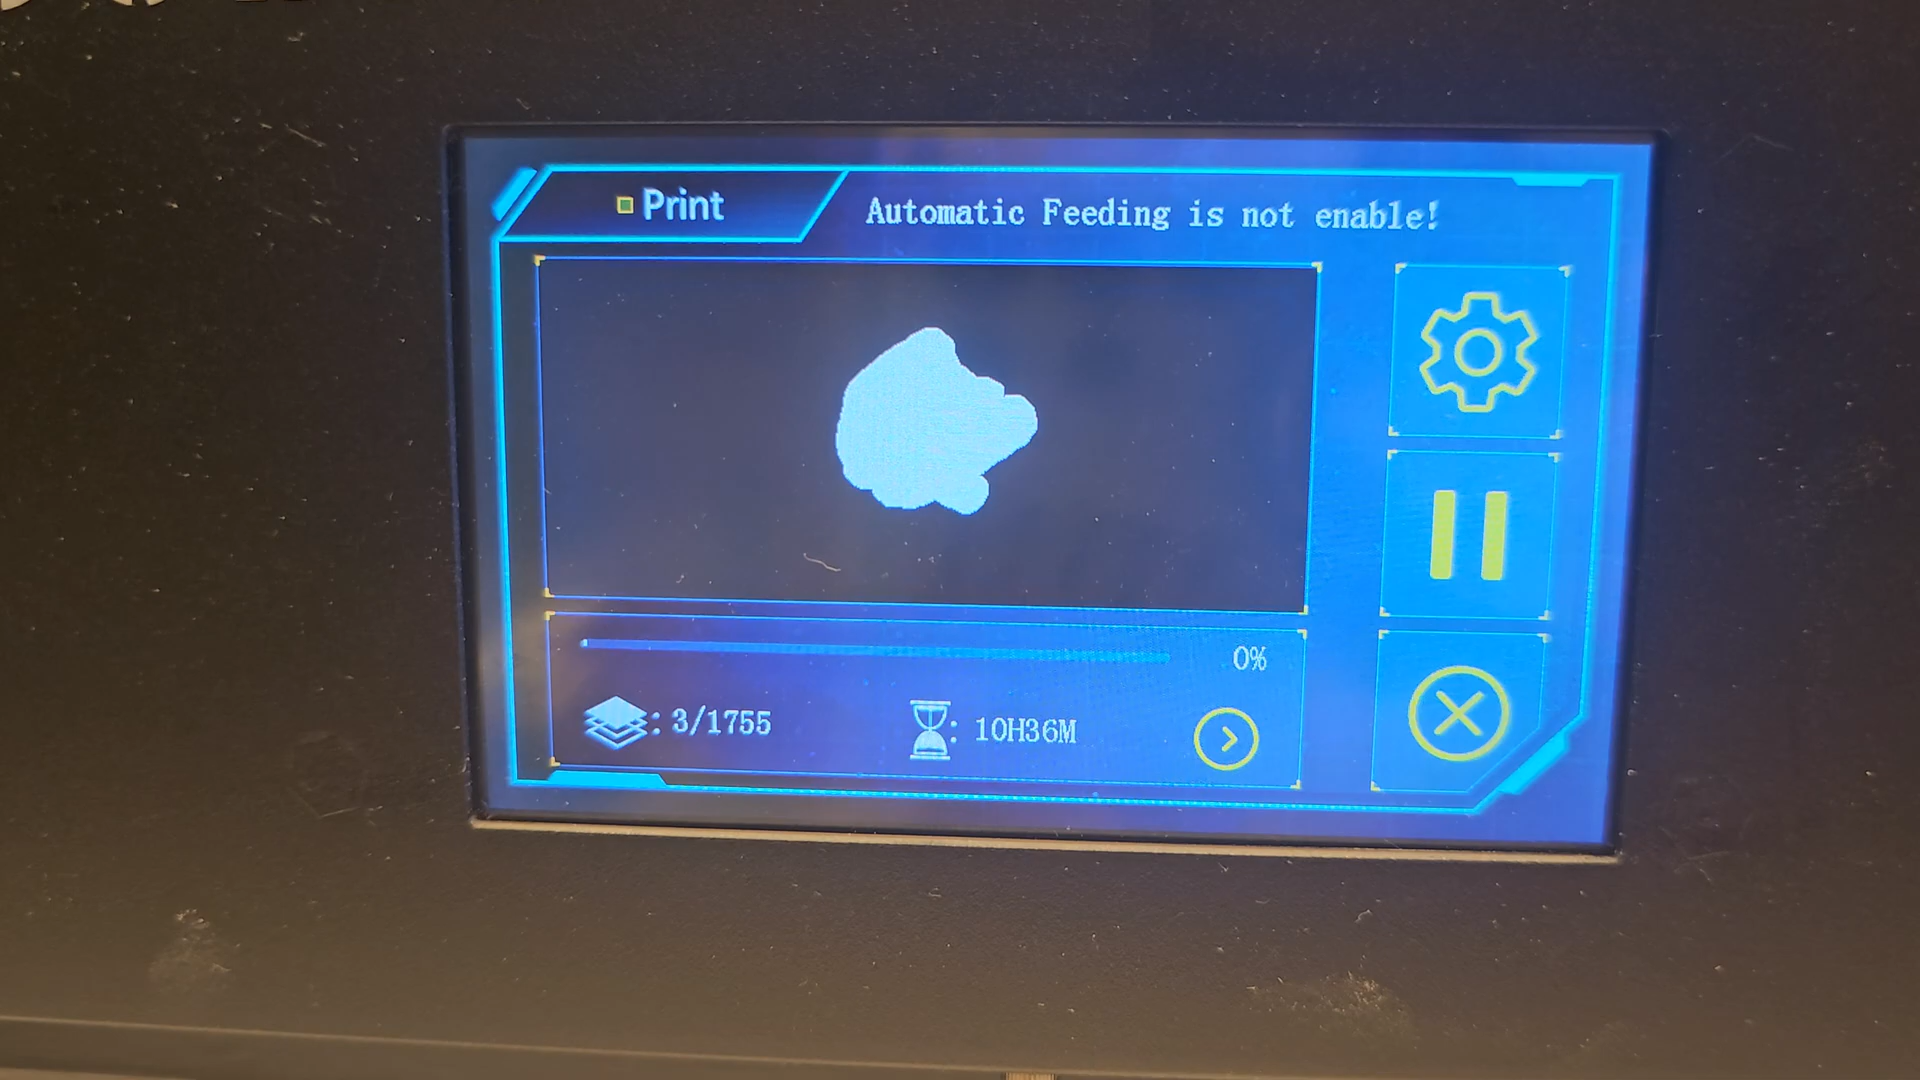 Print
Automatic Feeding is not enable!
0%
: 3/1755
: 10H36M